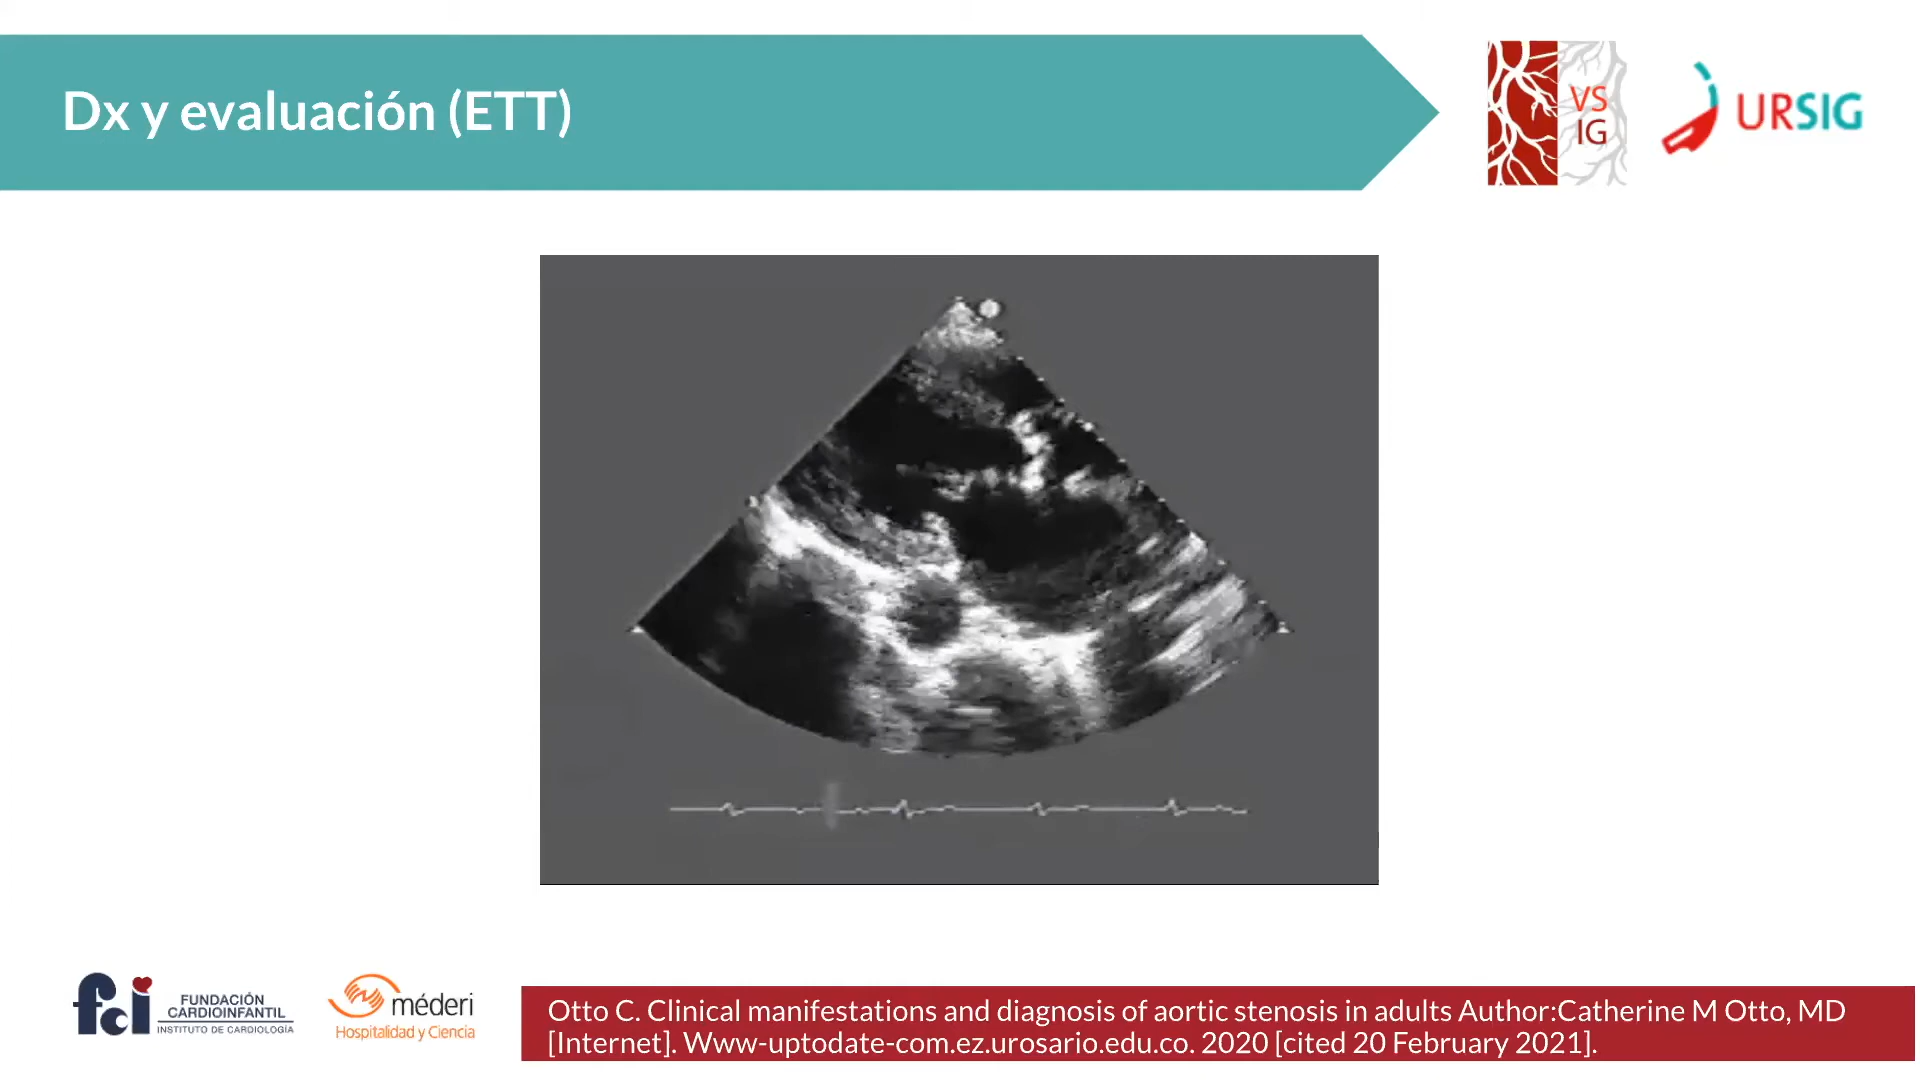 Dx y evaluación (ETT)
VS
IG
URSIG
fci
FUNDACIÓN
CARDIOINFANTIL
INSTITUTO DE CARDIOLOGÍA
méderi
Hospitalidad y Ciencia
Otto C. Clinical manifestations and diagnosis of aortic stenosis in adults Author:Catherine M Otto, MD
[Internet]. Www-uptodate-com.ez.urosario.edu.co. 2020 [cited 20 February 2021].